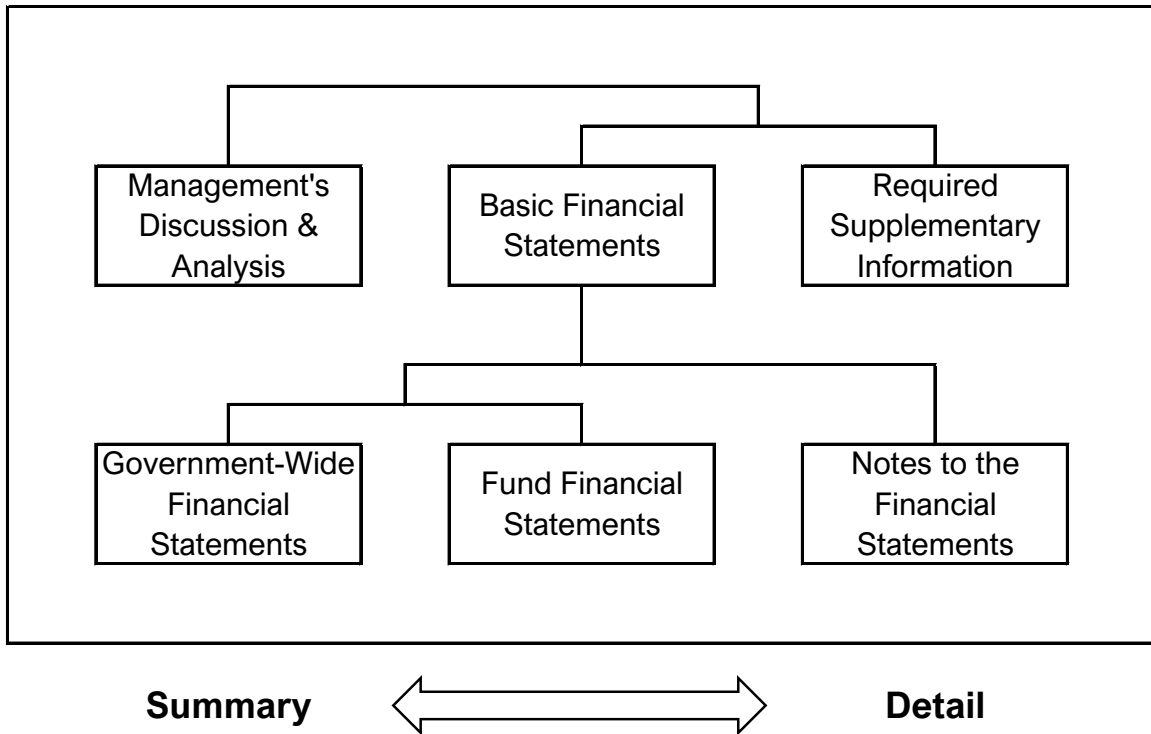 Management's
Discussion &
Analysis
Basic Financial
Statements
Required
Supplementary
Information
Government-Wide
Financial
Statements
Fund Financial
Statements
Notes to the
Financial
Statements
Summary
Detail